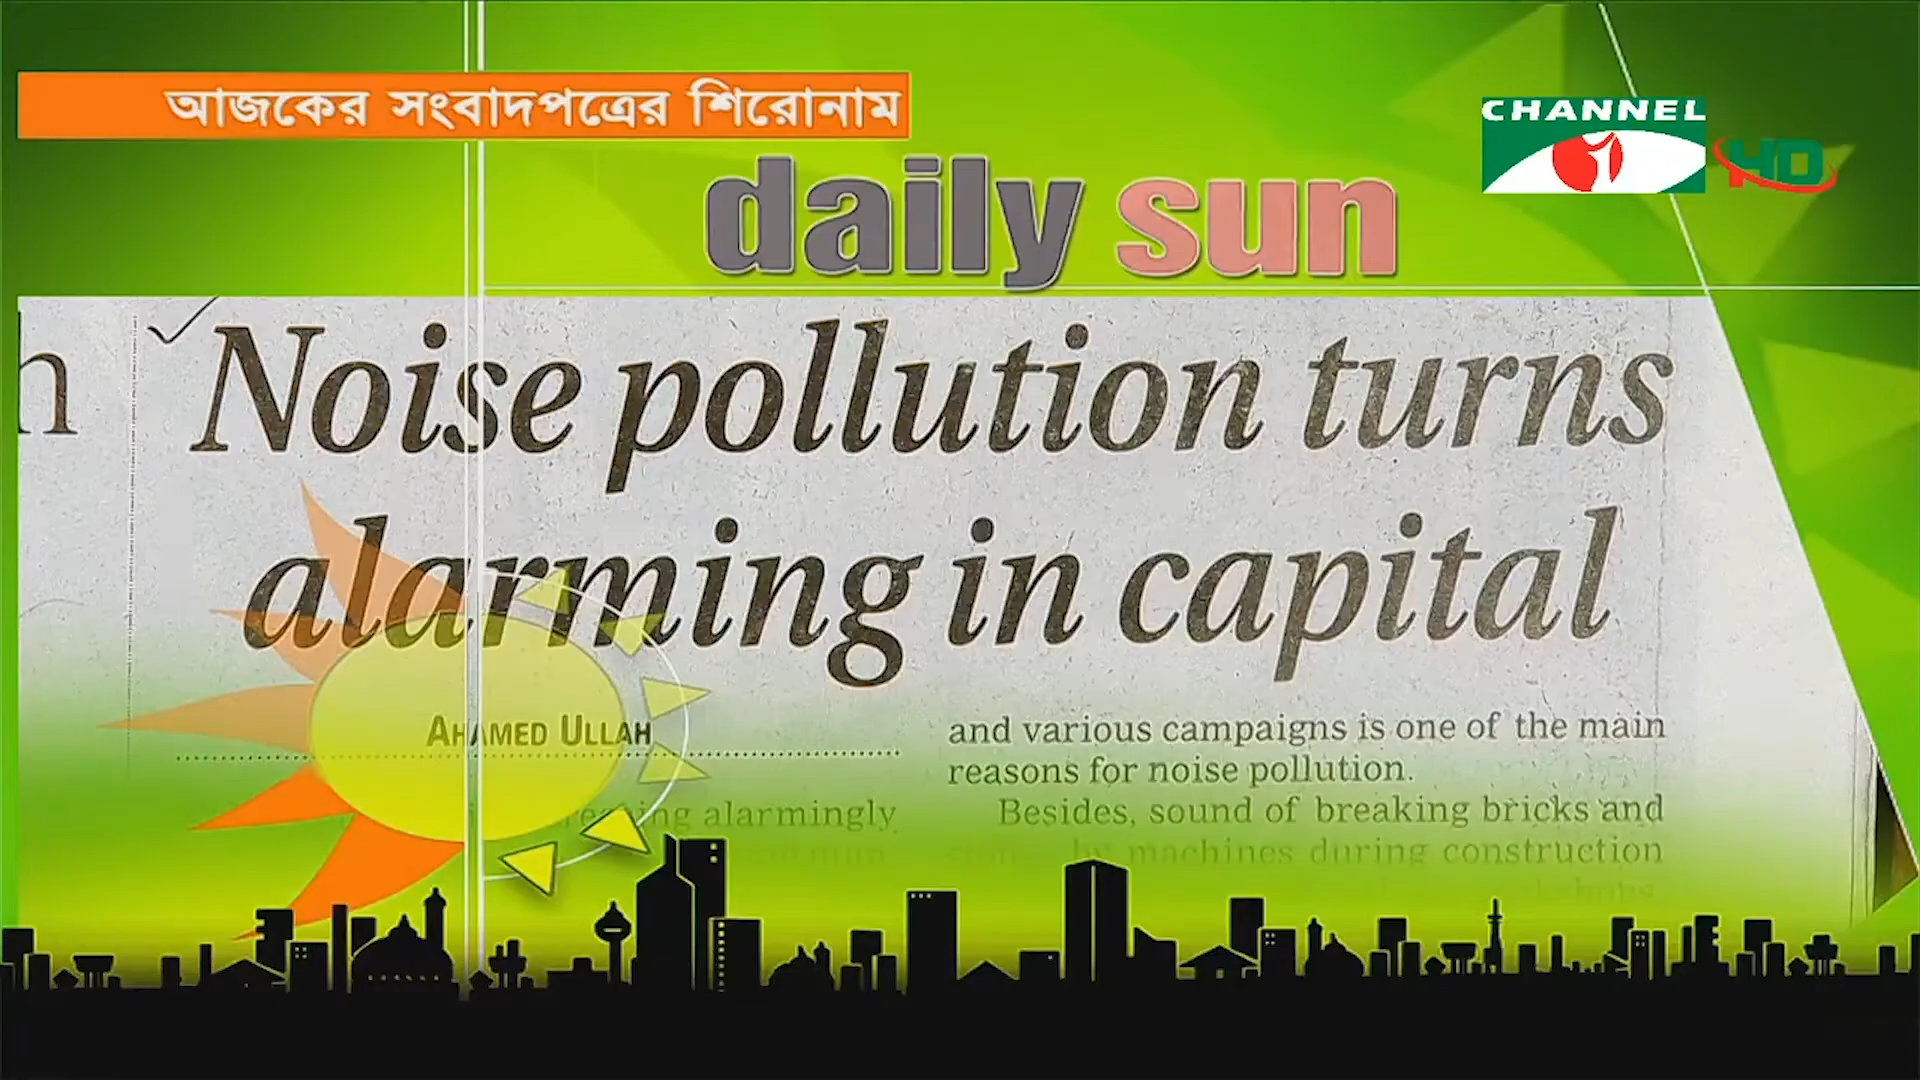 আজকের সংবাদপত্রের শিরোনাম
CHANNEL
HD
daily sun
Noise pollution turns
alarming in capital
AHAMED ULLAH
alarmingly
and various campaigns is one of the main
reasons for noise pollution.
Besides, sound of breaking bricks and
by machines during construction